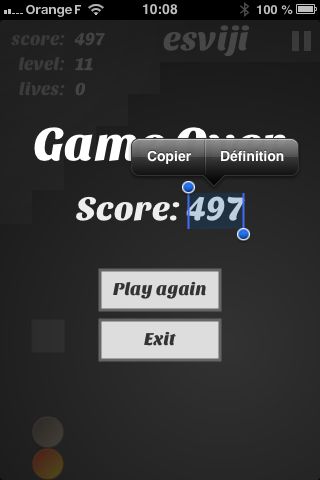 Orange F 10:08 100 %
score: 497 esviji
level: 11
lives: 0
Game Over
Copier Définition
Score: 497
Play again
Exit